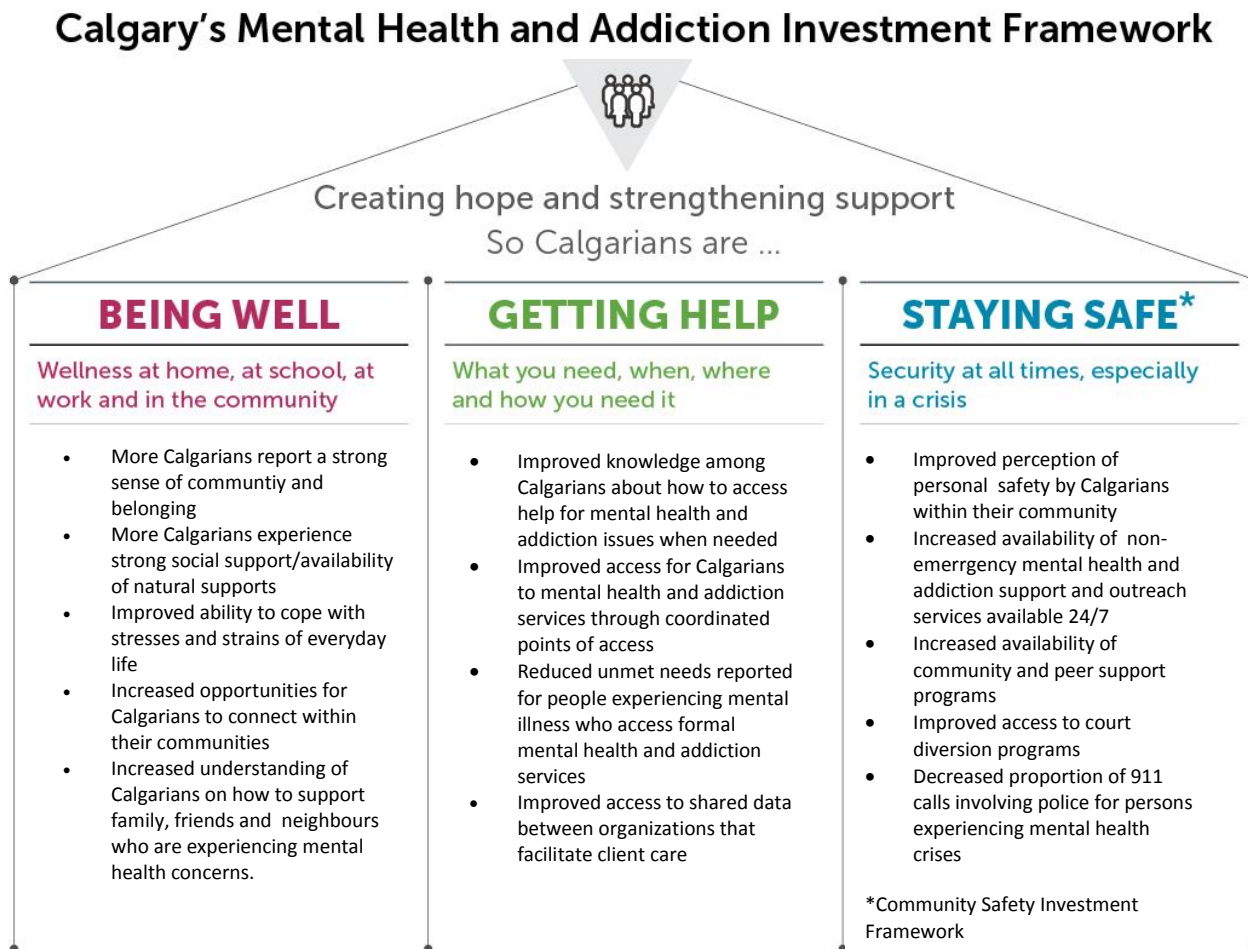 Calgary's Mental Health and Addiction Investment Framework
Creating hope and strengthening support
So Calgarians are ...
BEING WELL
Wellness at home, at school, at
work and in the community
• More Calgarians report a strong
sense of communtiy and
belonging
• More Calgarians experience
strong social support/availability
of natural supports
• Improved ability to cope with
stresses and strains of everyday
life
• Increased opportunities for
Calgarians to connect within
their communities
• Increased understanding of
Calgarians on how to support
family, friends and neighbours
who are experiencing mental
health concerns.
GETTING HELP
What you need, when, where
and how you need it
• Improved knowledge among
Calgarians about how to access
help for mental health and
addiction issues when needed
• Improved access for Calgarians
to mental health and addiction
services through coordinated
points of access
• Reduced unmet needs reported
for people experiencing mental
illness who access formal
mental health and addiction
services
• Improved access to shared data
between organizations that
facilitate client care
STAYING SAFE*
Security at all times, especially
in a crisis
• Improved perception of
personal safety by Calgarians
within their community
• Increased availability of non-
emerrgency mental health and
addiction support and outreach
services available 24/7
• Increased availability of
community and peer support
programs
• Improved access to court
diversion programs
• Decreased proportion of 911
calls involving police for persons
experiencing mental health
crises
*Community Safety Investment
Framework